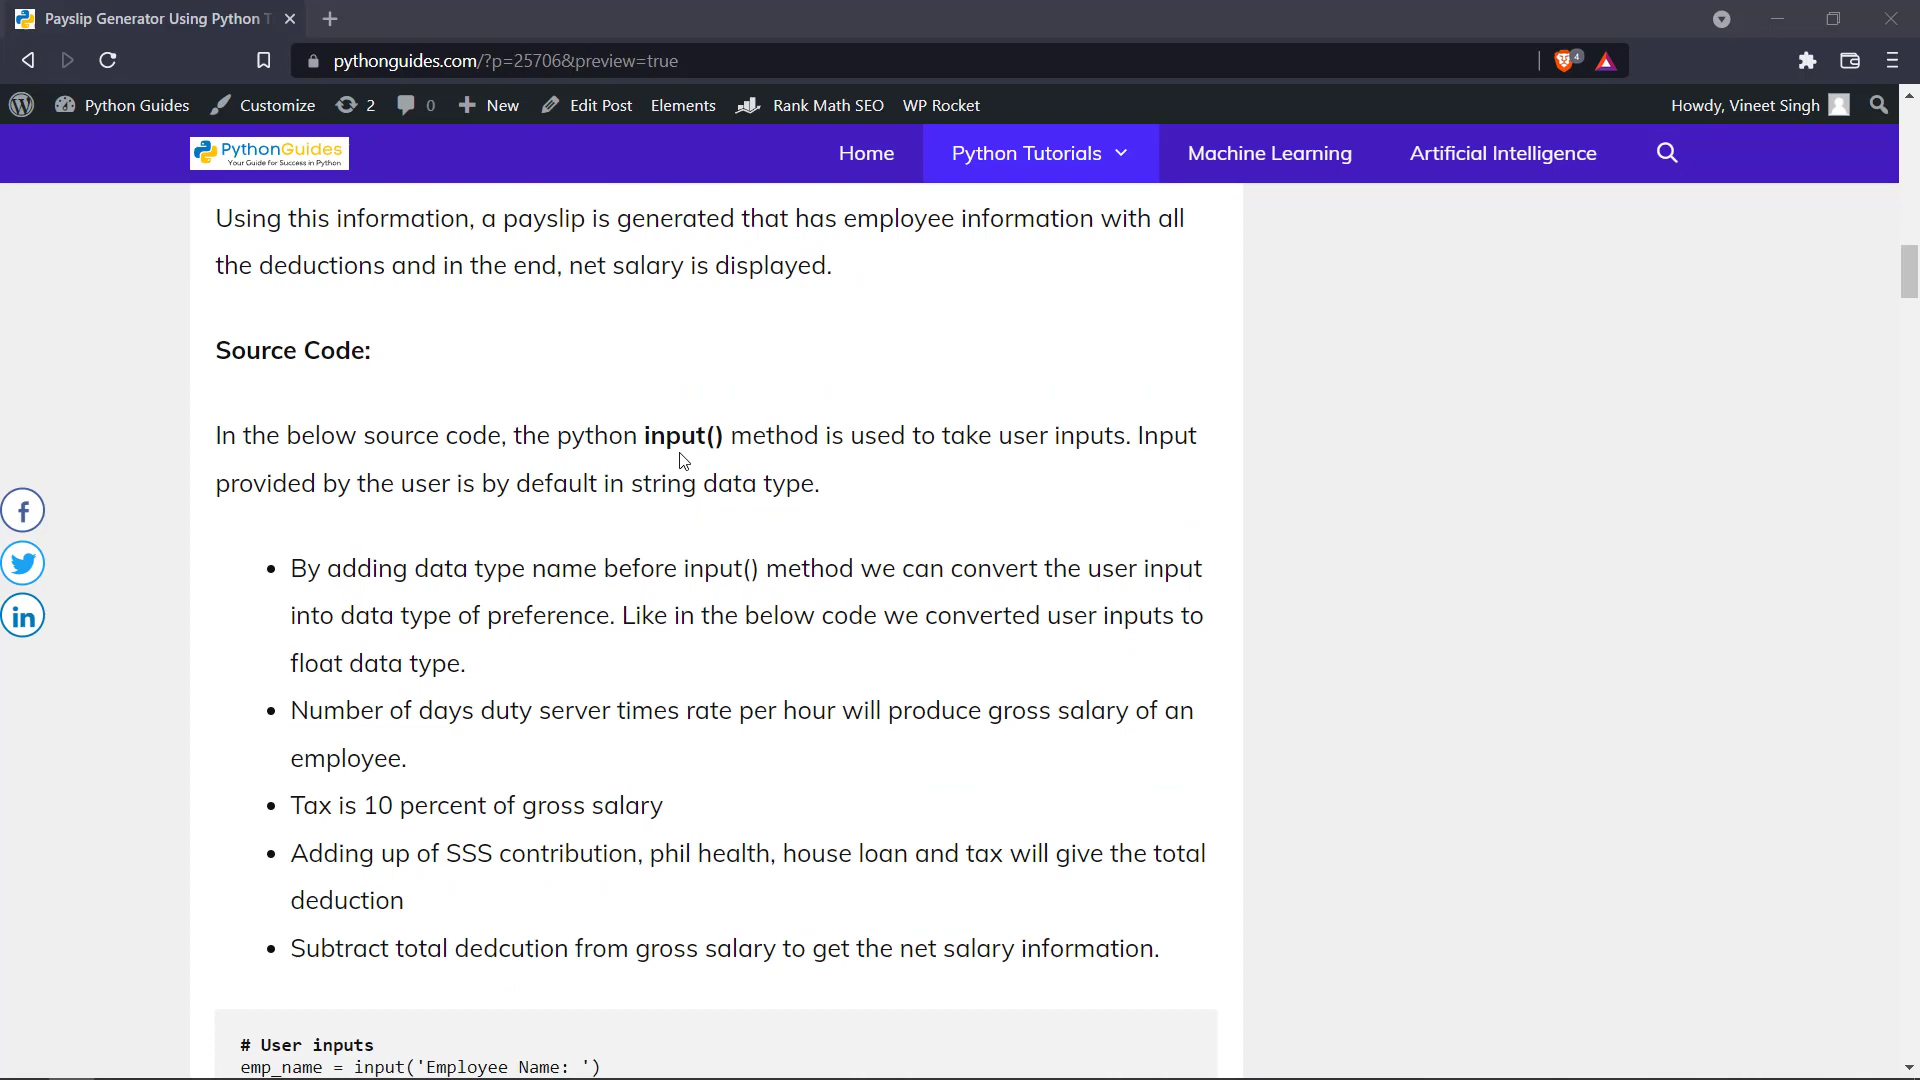 Payslip Generator Using Python T
pythonguides.com/?p=25706&preview=true
4
Python Guides Customize 2 0 New Edit Post Elements Rank Math SEO WP Rocket Howdy, Vineet Singh
PythonGuides
Your Guide for Success in Python
Home Python Tutorials Machine Learning Artificial Intelligence
Using this information, a payslip is generated that has employee information with all
the deductions and in the end, net salary is displayed.
Source Code:
In the below source code, the python input() method is used to take user inputs. Input
provided by the user is by default in string data type.
• By adding data type name before input() method we can convert the user input
into data type of preference. Like in the below code we converted user inputs to
float data type.
• Number of days duty server times rate per hour will produce gross salary of an
employee.
• Tax is 10 percent of gross salary
• Adding up of SSS contribution, phil health, house loan and tax will give the total
deduction
• Subtract total dedcution from gross salary to get the net salary information.
# User inputs
emp_name = input('Employee Name: ')
f
in